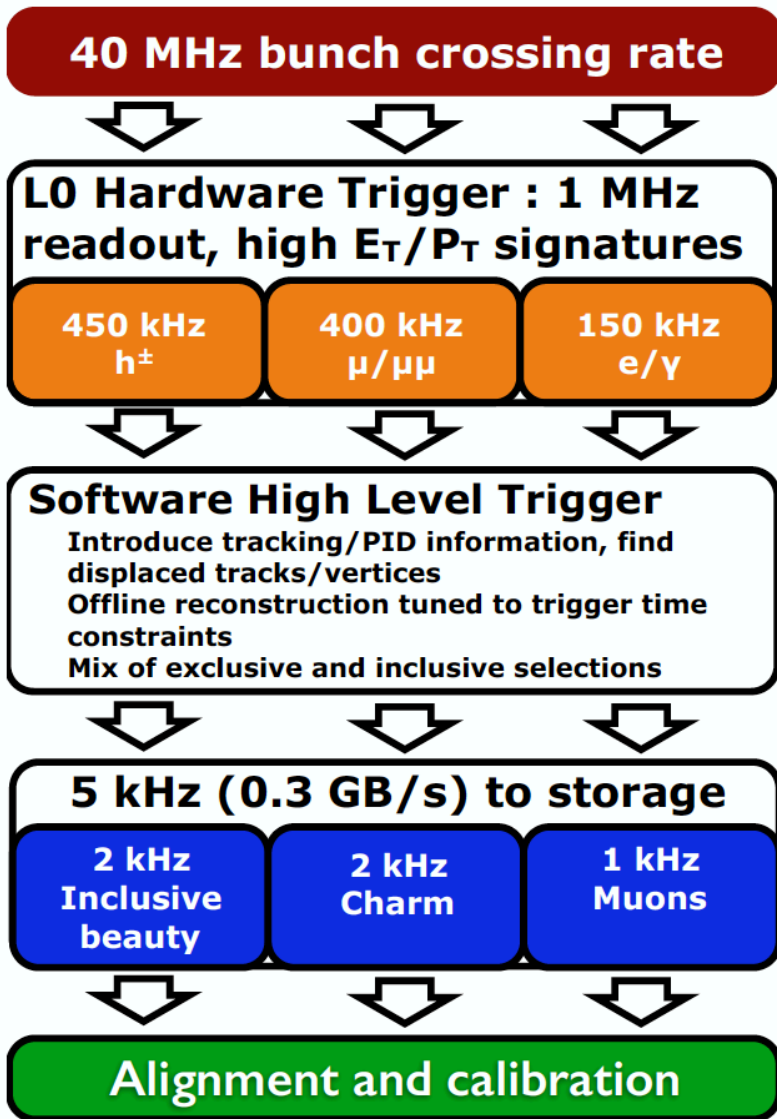 40 MHz bunch crossing rate
L0 Hardware Trigger : 1 MHz
readout, high Eᴛ/Pᴛ signatures
450 kHz
h±
400 kHz
μ/μμ
150 kHz
e/γ
Software High Level Trigger
Introduce tracking/PID information, find
displaced tracks/vertices
Offline reconstruction tuned to trigger time
constraints
Mix of exclusive and inclusive selections
5 kHz (0.3 GB/s) to storage
2 kHz
Inclusive
beauty
2 kHz
Charm
1 kHz
Muons
Alignment and calibration